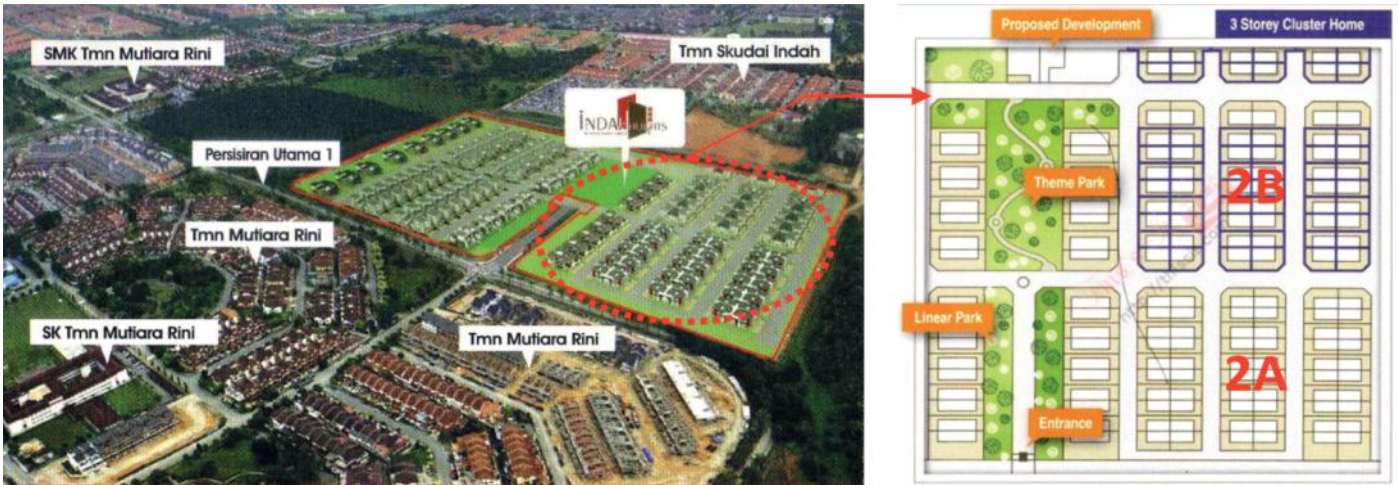 SMK Tmn Mutiara Rini
Tmn Skudai Indah
Persisiran Utama 1
Tmn Mutiara Rini
SK Tmn Mutiara Rini
Tmn Mutiara Rini
Proposed Development
3 Storey Cluster Home
Theme Park
2B
Linear Park
2A
Entrance